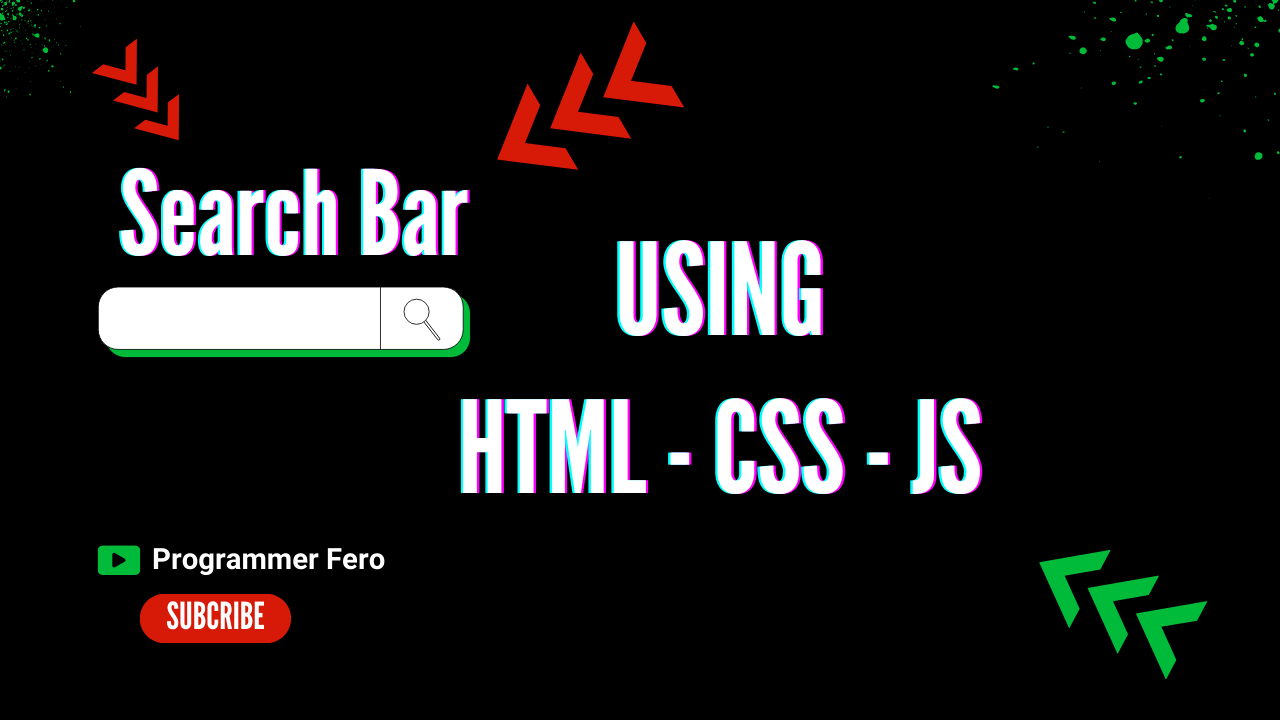 Search Bar
USING
HTML - CSS - JS
Programmer Fero
SUBCRIBE